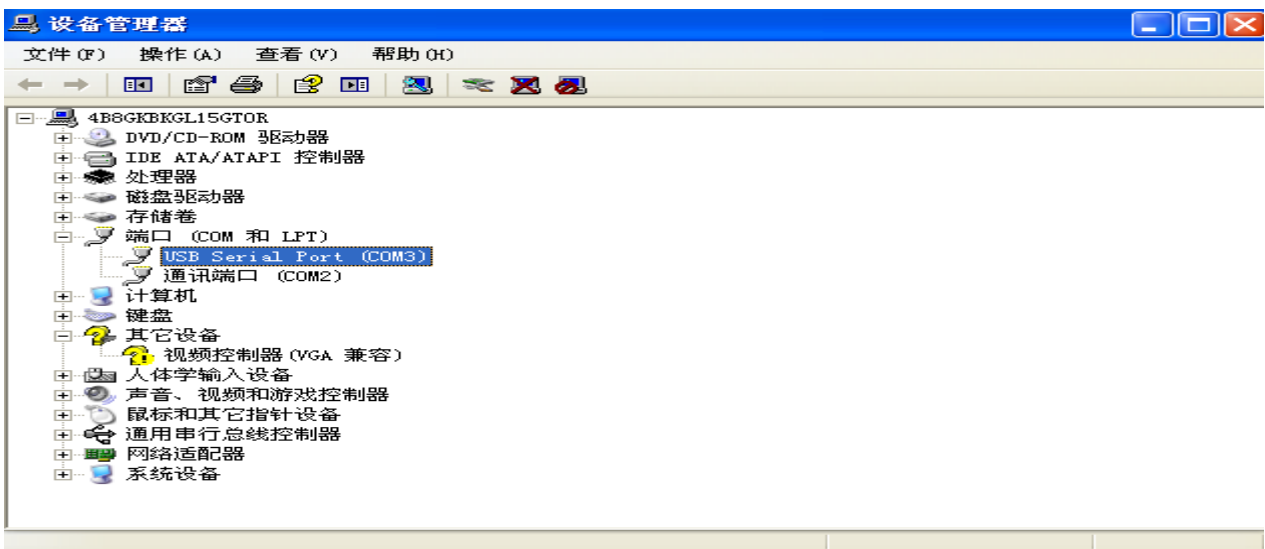 设备管理器
文件(F) 操作(A) 查看(V) 帮助(H)
4B8GKBKGL15GTOR
DVD/CD-ROM 驱动器
IDE ATA/ATAPI 控制器
处理器
磁盘驱动器
存储卷
端口 (COM 和 LPT)
USB Serial Port (COM3)
通讯端口 (COM2)
计算机
键盘
其它设备
视频控制器(VGA 兼容)
人体学输入设备
声音、视频和游戏控制器
鼠标和其它指针设备
通用串行总线控制器
网络适配器
系统设备